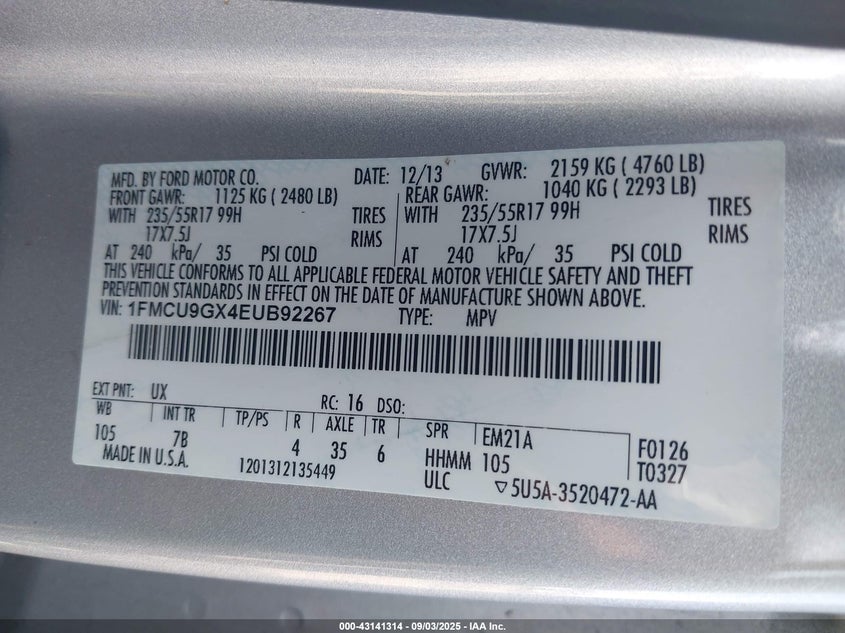 MFD. BY FORD MOTOR CO. DATE: 12/13 GVWR: 2159 KG ( 4760 LB)
FRONT GAWR: 1125 KG ( 2480 LB) REAR GAWR: 1040 KG ( 2293 LB)
WITH 235/55R17 99H TIRES WITH 235/55R17 99H TIRES
17X7.5J RIMS 17X7.5J RIMS
AT 240 kPa/ 35 PSI COLD AT 240 kPa/ 35 PSI COLD
THIS VEHICLE CONFORMS TO ALL APPLICABLE FEDERAL MOTOR VEHICLE SAFETY AND THEFT
PREVENTION STANDARDS IN EFFECT ON THE DATE OF MANUFACTURE SHOWN ABOVE.
VIN: 1FMCU9GX4EUB92267 TYPE: MPV
EXT PNT: UX RC: 16 DSO:
WB INT TR TP/PS R AXLE TR SPR EM21A F0126
105 7B 4 35 6 HHMM 105 T0327
MADE IN U.S.A. 1201312135449 ULC ▽5U5A-3520472-AA
000-43141314 - 09/03/2025 - IAA Inc.